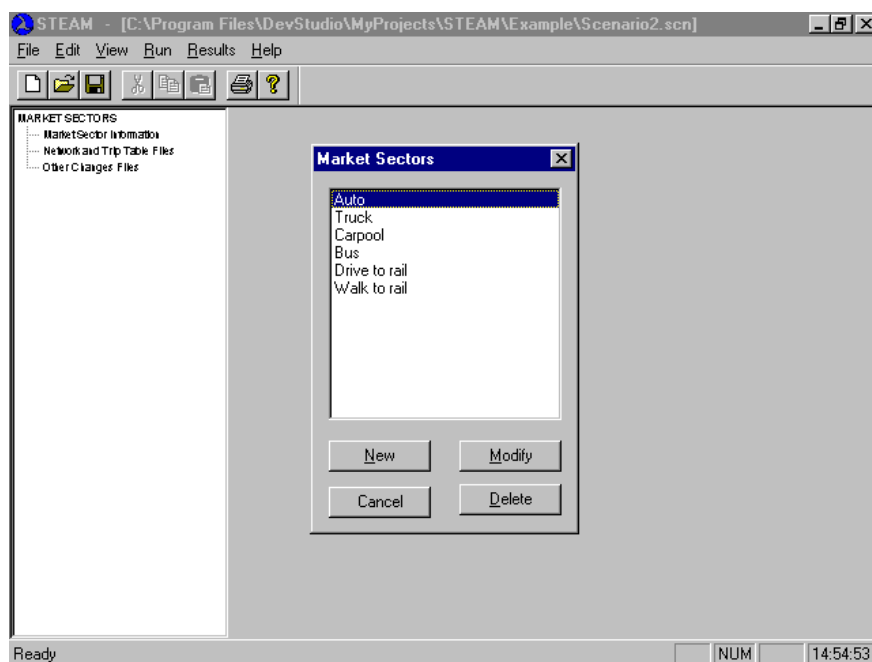 STEAM - [C:\Program Files\DevStudio\MyProjects\STEAM\Example\Scenario2.scn]
File Edit View Run Results Help
MARKET SECTORS
Market Sector Information
Network and Trip Table Files
Other Changes Files
Market Sectors
Auto
Truck
Carpool
Bus
Drive to rail
Walk to rail
New Modify
Cancel Delete
Ready NUM 14:54:53